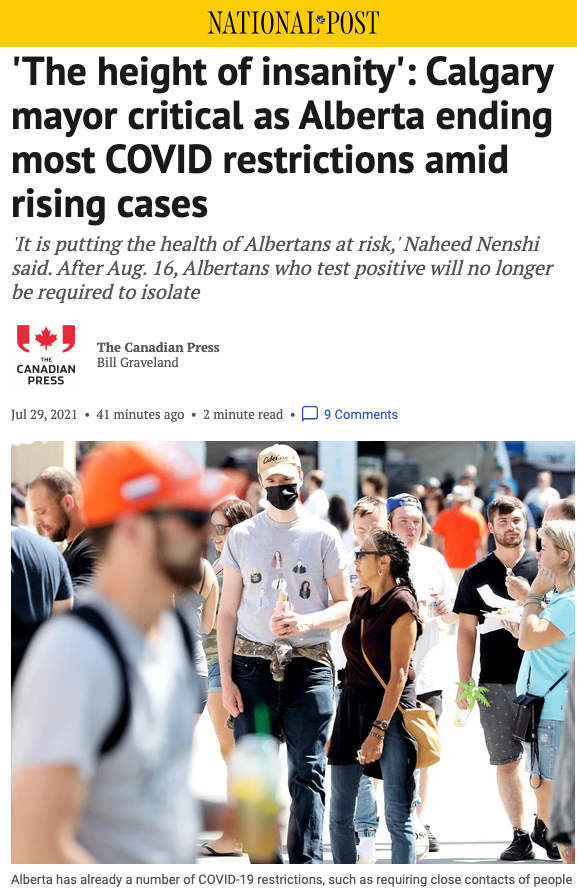 NATIONAL POST
'The height of insanity': Calgary
mayor critical as Alberta ending
most COVID restrictions amid
rising cases
'It is putting the health of Albertans at risk,' Naheed Nenshi
said. After Aug. 16, Albertans who test positive will no longer
be required to isolate
THE
CANADIAN
PRESS
The Canadian Press
Bill Graveland
Jul 29, 2021 • 41 minutes ago • 2 minute read • 9 Comments
Alberta has already a number of COVID-19 restrictions, such as requiring close contacts of people